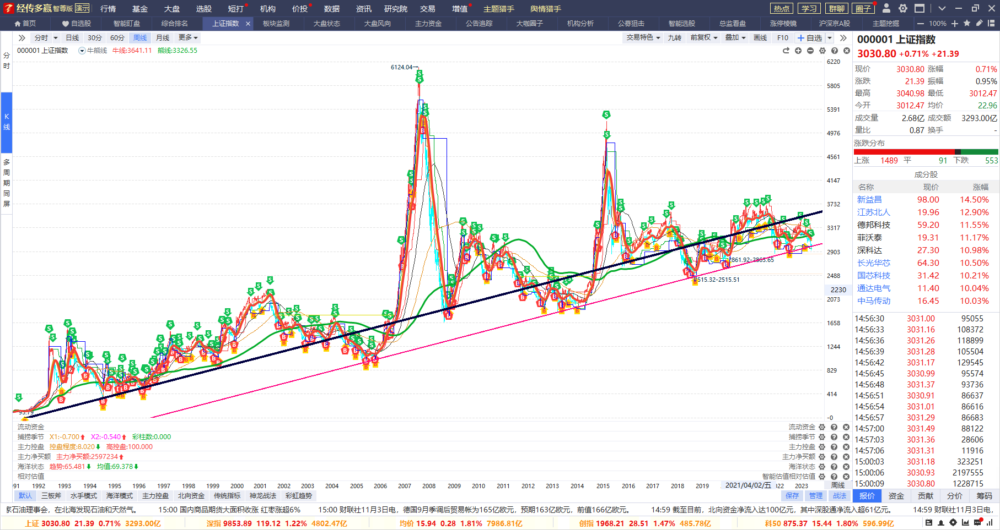 经传多赢 智尊版 演示 行情 基金 大盘 选股 短打 机构 价投 数据 资讯 研究院 交易 增值 主题猎手 舆情猎手 热点 学习 群聊 圈子
首页 自选股 智能盯盘 综合排名 上证指数 板块监测 大盘状态 大盘风向 主力资金 公告追踪 大咖圈子 机构分析 公募狙击 智能选股 总监看盘 涨停棱镜 沪深京A股 主题挖掘 100%
分时 日线 30分 60分 周线 月线 更多 交易特色 九转 前复权 叠加 画线 F10 自选
000001 上证指数 牛熊线 牛线:3641.11 熊线:3326.55
分时
K线
多周期同屏
6124.04
2861.92-2865.65
515.32-2515.51
95.79
6220
5805
5391
4976
4561
4147
3732
3317
2903
2488
2230
2073
1658
1244
829
414
-0
流动资金 流动资金
捕捞季节 X1:-0.700 X2:-0.540 彩柱数:0.000 捕捞季节
主力控盘 控盘程度:8.020 高控盘:100.000 主力控盘
主力净买额 主力净买额:2597234 主力净买额
海洋状态 趋势:65.481 均值:69.378 海洋状态
相对估值 智能估值相对估值
91 1992 1993 1994 1995 1996 1997 1998 1999 2000 2001 2002 2003 2004 2005 2006 2007 2008 2009 2010 2011 2012 2013 2014 2015 2016 2017 2018 2019 2021/04/02/五 022 2023 周线
默认 三板斧 水手模式 海洋模式 主力控盘 北向资金 传统指标 神龙战法 彩虹趋势 保存 管理 战法
000001 上证指数
3030.80 +0.71% +21.39
现价 3030.80 涨幅 0.71%
涨跌 21.39 振幅 0.95%
最高 3040.98 最低 3012.47
今开 3012.47 均价 22.96
成交量 2.68亿 成交额 3293.00亿
量比 0.87 换手 -
涨跌分布
上涨 1489 平 91 下跌 553
成分股
名称 现价 涨幅
新益昌 98.00 14.50%
江苏北人 19.96 12.90%
德邦科技 59.20 11.55%
菲沃泰 19.31 11.17%
深科达 27.30 10.98%
长光华芯 64.30 10.50%
国芯科技 31.42 10.21%
通达电气 11.40 10.04%
中马传动 16.45 10.03%
14:56:30 3031.00 95055
14:56:33 3031.16 108372
14:56:36 3031.26 118899
14:56:39 3031.28 105504
14:56:42 3031.17 129545
14:56:45 3030.99 95574
14:56:48 3031.37 93736
14:56:51 3030.91 86637
14:56:54 3031.01 86616
14:56:57 3031.29 86683
14:57:00 3031.49 88122
14:57:03 3031.36 28606
14:57:06 3031.31 11916
15:00:03 3031.18 323251
15:00:06 3030.93 2197555
15:00:09 3030.80 1228715
报价 资金 贡献 分价 筹码
家石油理事会，在北海发现石油和天然气。 15:00 国内商品期货大面积收涨 红枣涨超6% 15:00 财联社11月3日电，德国9月季调后贸易帐为165亿欧元，预期163亿欧元，前值166亿欧元。 14:59 截至目前，北向资金净流入达100亿元，其中深股通净流入超61亿元。 14:59 财联社11月3日电，
上证 3030.80 21.39 0.71% 3293.00亿 深指 9853.89 119.12 1.22% 4802.47亿 均价 15.94 0.28 1.81% 7986.81亿 创指 1968.21 28.51 1.47% 485.78亿 科50 875.37 15.44 1.80% 596.99亿